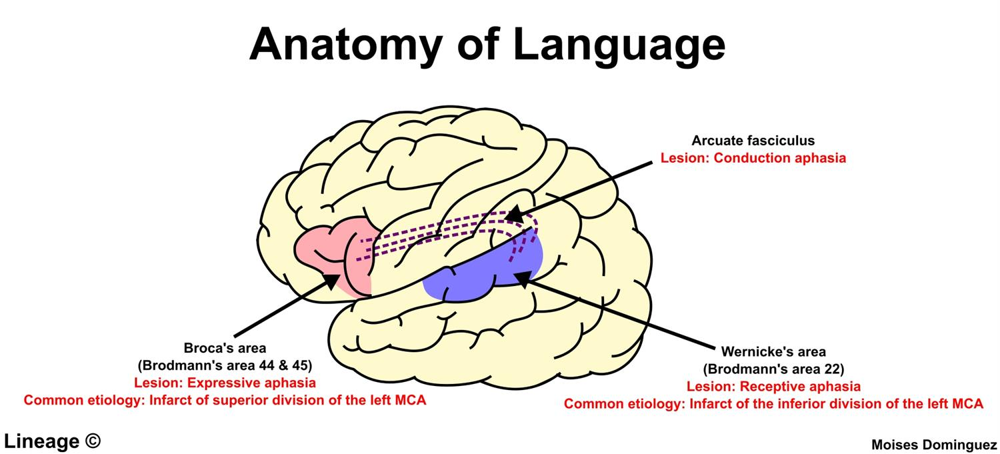 Anatomy of Language
Arcuate fasciculus
Lesion: Conduction aphasia
Broca's area
(Brodmann's area 44 & 45)
Lesion: Expressive aphasia
Common etiology: Infarct of superior division of the left MCA
Wernicke's area
(Brodmann's area 22)
Lesion: Receptive aphasia
Common etiology: Infarct of the inferior division of the left MCA
Lineage ©
Moises Dominguez